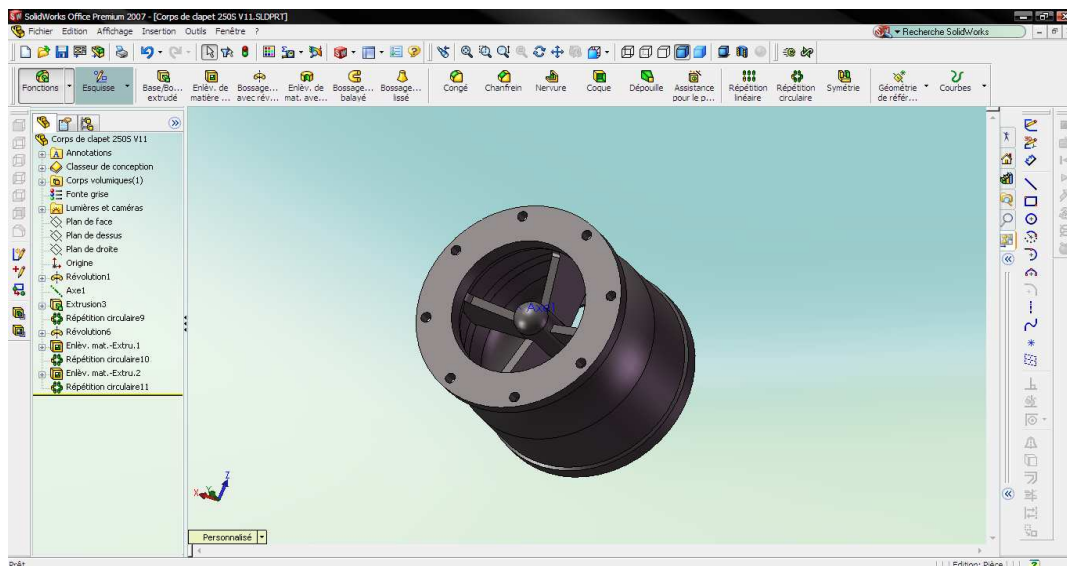 SolidWorks Office Premium 2007 - [Corps de clapet 250S V11.SLDPRT]
Fichier Edition Affichage Insertion Outils Fenêtre ?
Recherche SolidWorks
Fonctions
Esquisse
Base/Bo... extrudé
Enlèv. de matière ...
Bossage... avec rév...
Enlèv. de mat. ave...
Bossage... balayé
Bossage... lissé
Congé
Chanfrein
Nervure
Coque
Dépouille
Assistance pour le p...
Répétition linéaire
Répétition circulaire
Symétrie
Géométrie de référ...
Courbes
Corps de clapet 250S V11
Annotations
Classeur de conception
Corps volumiques(1)
Fonte grise
Lumières et caméras
Plan de face
Plan de dessus
Plan de droite
Origine
Révolution1
Axe1
Extrusion3
Répétition circulaire9
Révolution6
Enlèv. mat.-Extru.1
Répétition circulaire10
Enlèv. mat.-Extru.2
Répétition circulaire11
Axe1
Z
X
Y
Personnalisé
Prêt
Edition: Pièce